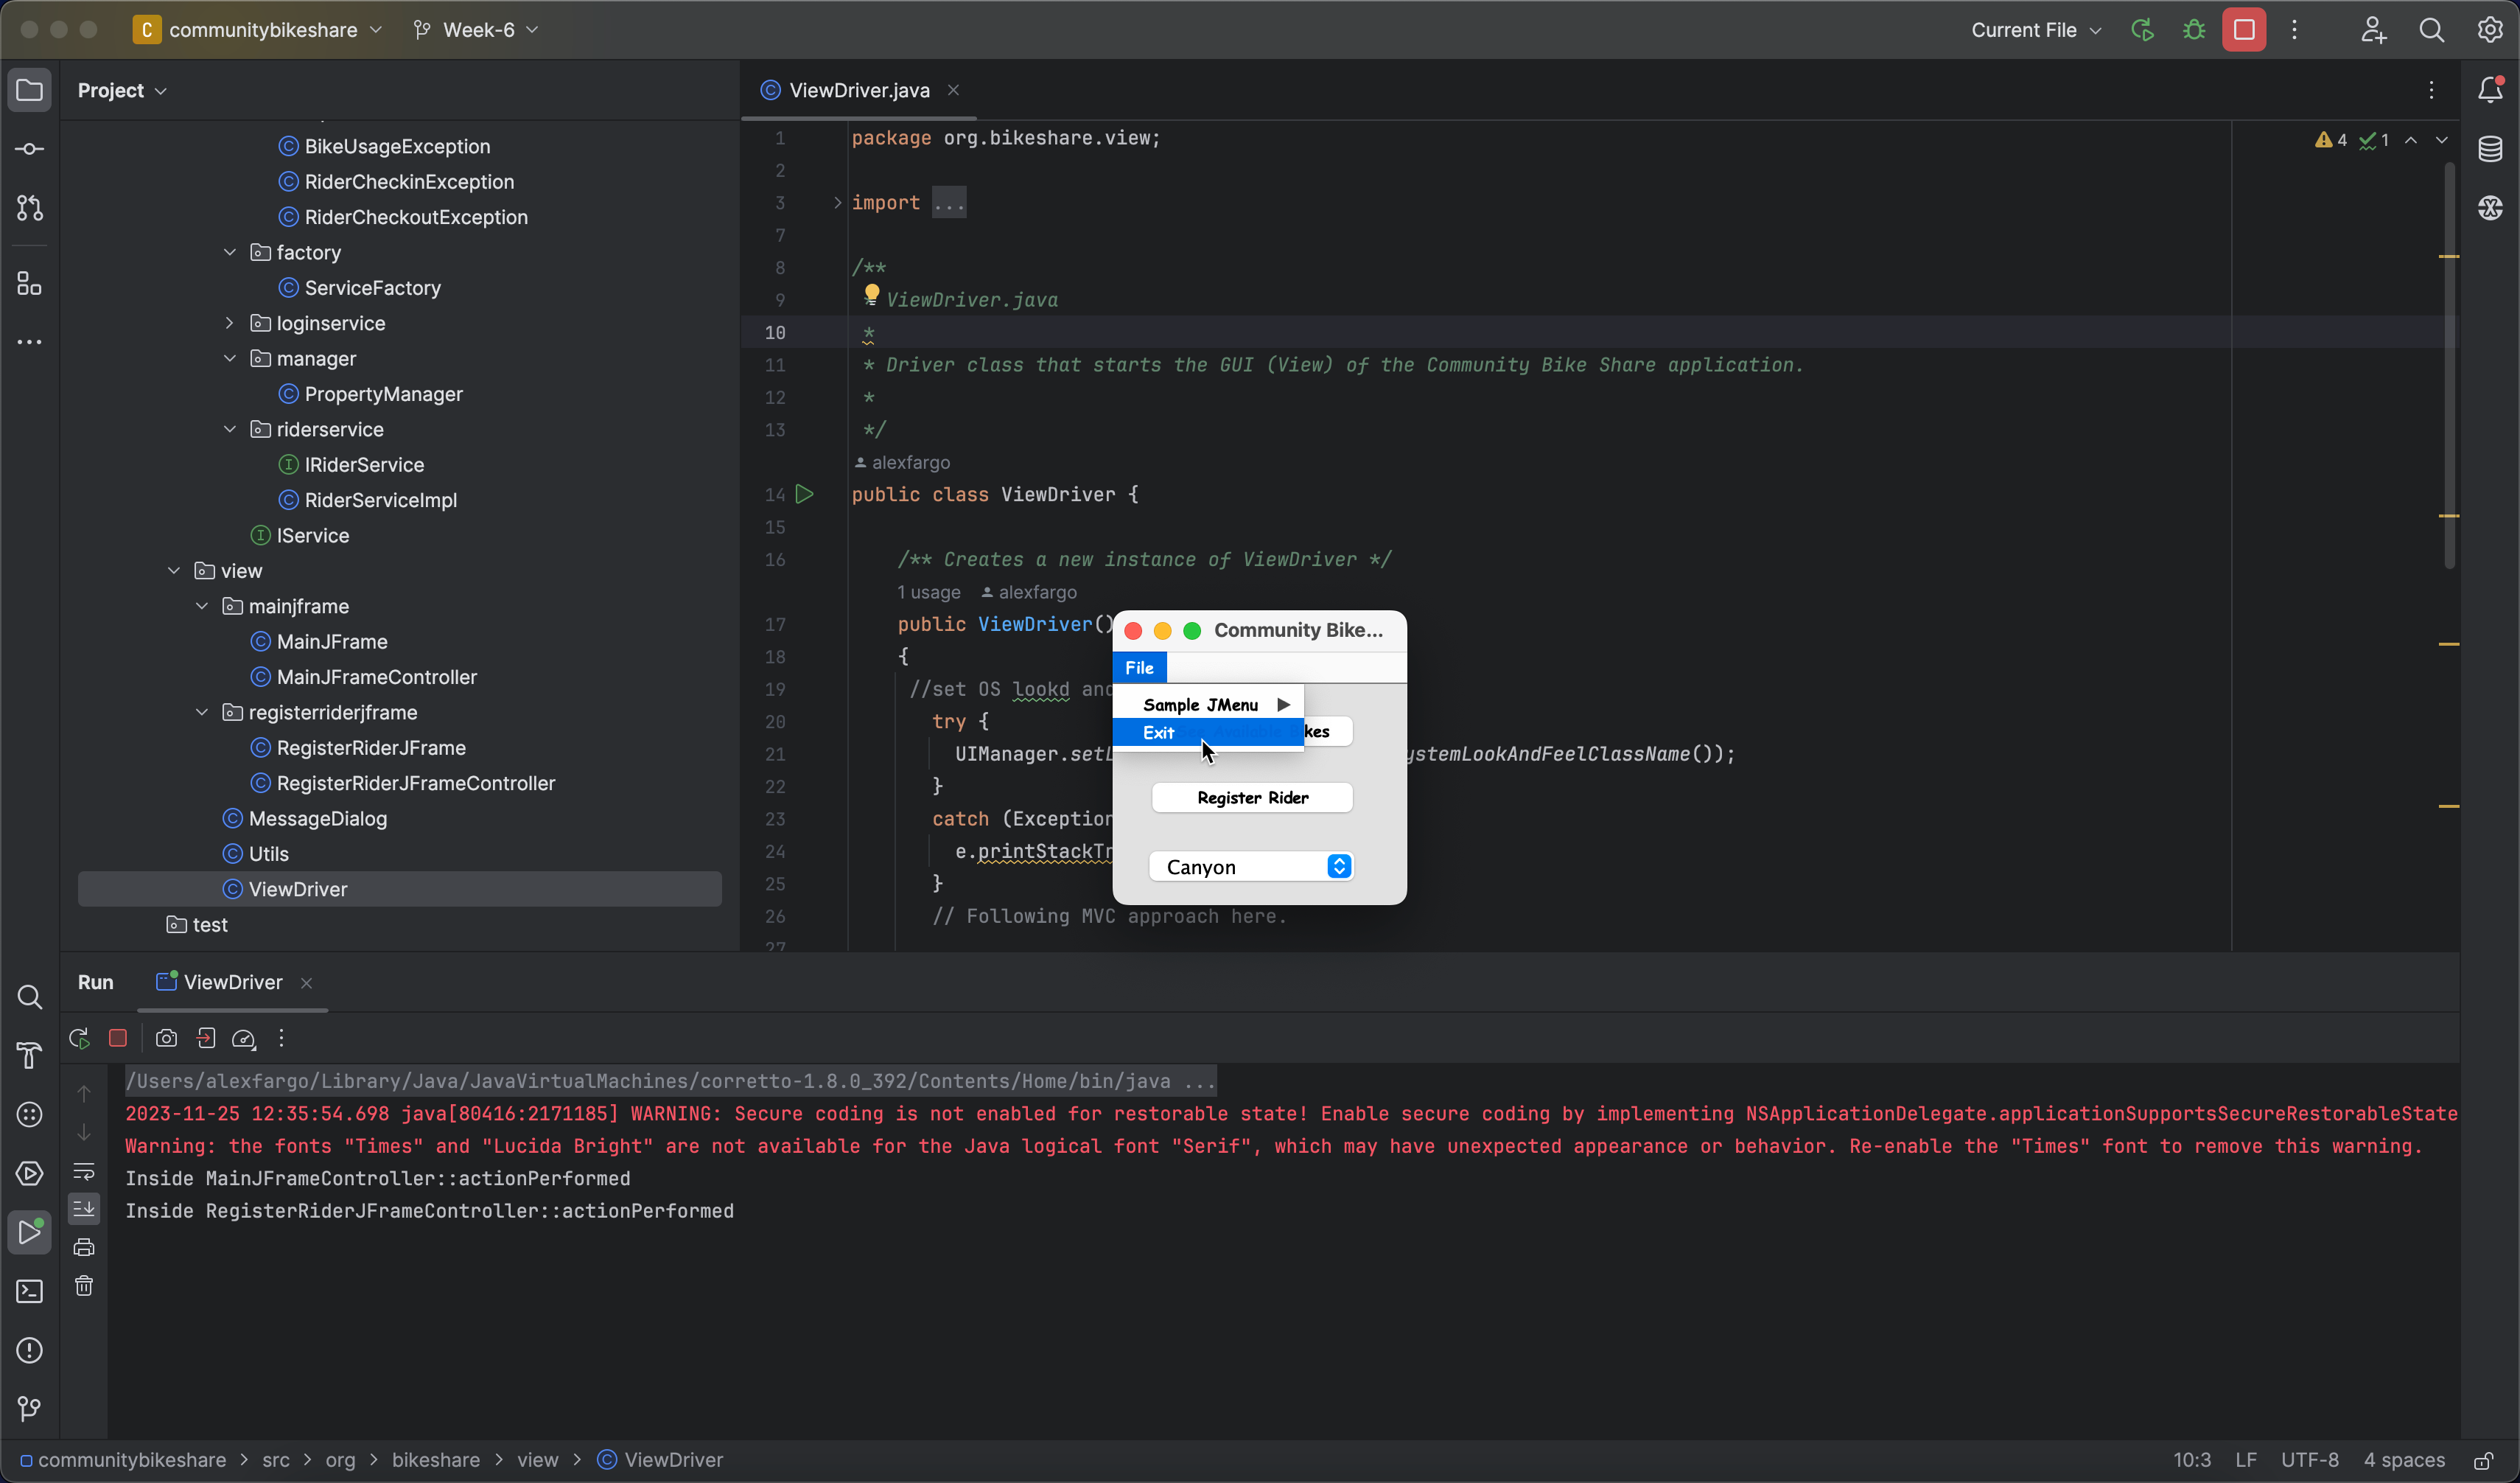 C communitybikeshare Week-6 Current File
Project
BikeUsageException
RiderCheckinException
RiderCheckoutException
factory
ServiceFactory
loginservice
manager
PropertyManager
riderservice
IRiderService
RiderServiceImpl
IService
view
mainjframe
MainJFrame
MainJFrameController
registerriderjframe
RegisterRiderJFrame
RegisterRiderJFrameController
MessageDialog
Utils
ViewDriver
test
ViewDriver.java
4 1
1 package org.bikeshare.view;
2
3 import ...
7
8 /**
9 * ViewDriver.java
10 *
11 * Driver class that starts the GUI (View) of the Community Bike Share application.
12 *
13 */
alexfargo
14 public class ViewDriver {
15
16 /** Creates a new instance of ViewDriver */
1 usage alexfargo
17 public ViewDriver()
18 {
19 //set OS lookd and
20 try {
21 UIManager.setL ystemLookAndFeelClassName());
22 }
23 catch (Exception
24 e.printStackTr
25 }
26 // Following MVC approach here.
27
Community Bike...
File
Sample JMenu
Exit
kes
Register Rider
Canyon
Run ViewDriver
/Users/alexfargo/Library/Java/JavaVirtualMachines/corretto-1.8.0_392/Contents/Home/bin/java ...
2023-11-25 12:35:54.698 java[80416:2171185] WARNING: Secure coding is not enabled for restorable state! Enable secure coding by implementing NSApplicationDelegate.applicationSupportsSecureRestorableState
Warning: the fonts "Times" and "Lucida Bright" are not available for the Java logical font "Serif", which may have unexpected appearance or behavior. Re-enable the "Times" font to remove this warning.
Inside MainJFrameController::actionPerformed
Inside RegisterRiderJFrameController::actionPerformed
communitybikeshare > src > org > bikeshare > view > ViewDriver 10:3 LF UTF-8 4 spaces